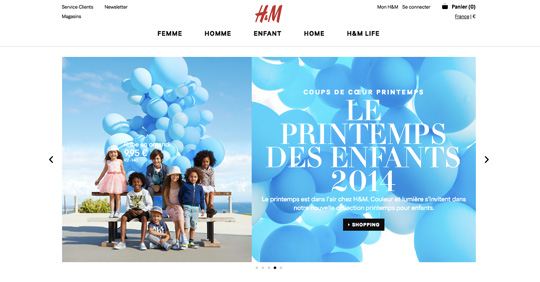 Service Clients Newsletter
Magasins
H&M
Mon H&M Se connecter Panier (0)
France | €
FEMME HOMME ENFANT HOME H&M LIFE
995
COUPS DE CŒUR PRINTEMPS
LE
PRINTEMPS
DES ENFANTS
2014
Le printemps est dans l'air chez H&M. Couleur et lumière s'invitent dans
notre nouvelle collection printemps pour enfants.
› SHOPPING